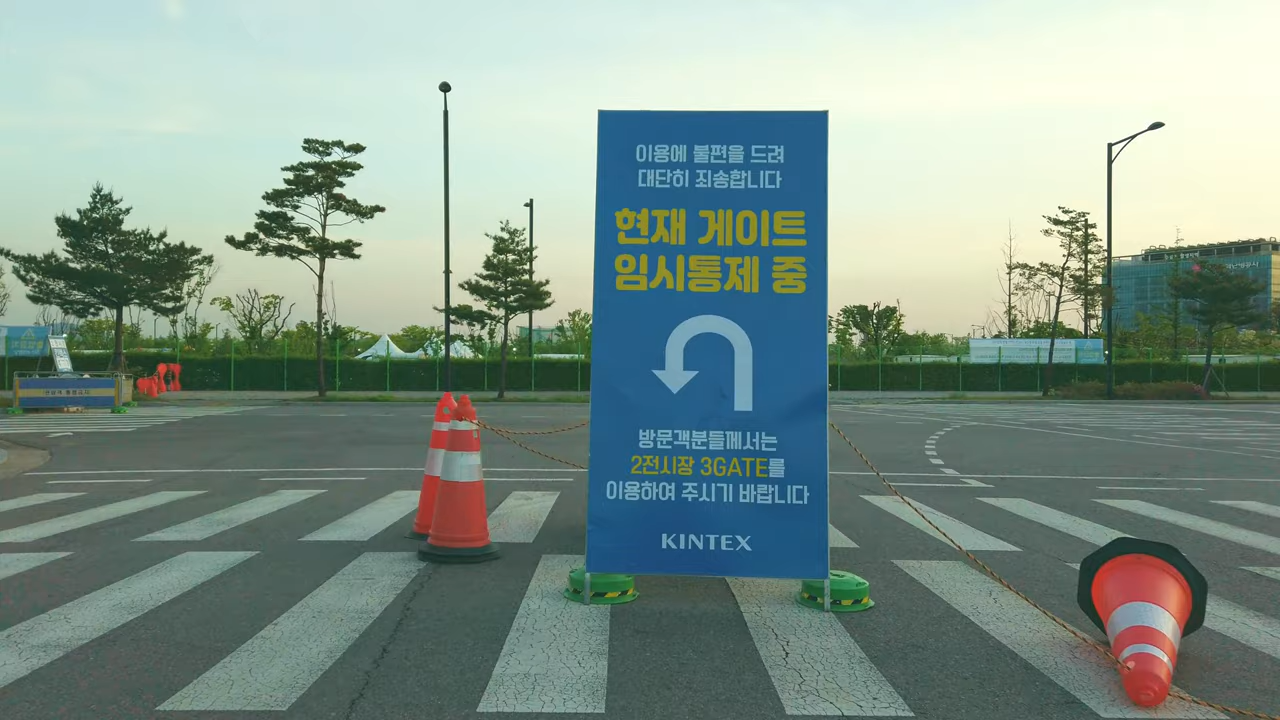 이용에 불편을 드려
대단히 죄송합니다
현재 게이트
임시통제 중
방문객분들께서는
2전시장 3GATE를
이용하여 주시기 바랍니다
KINTEX